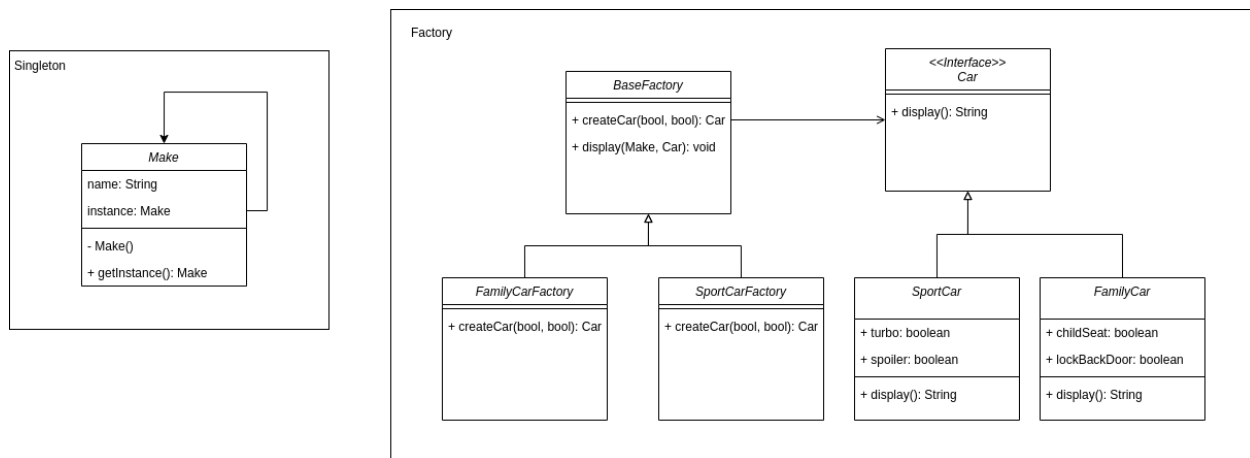 Singleton
Make
name: String
instance: Make
- Make()
+ getInstance(): Make
Factory
BaseFactory
+ createCar(bool, bool): Car
+ display(Make, Car): void
<<Interface>>
Car
+ display(): String
FamilyCarFactory
+ createCar(bool, bool): Car
SportCarFactory
+ createCar(bool, bool): Car
SportCar
+ turbo: boolean
+ spoiler: boolean
+ display(): String
FamilyCar
+ childSeat: boolean
+ lockBackDoor: boolean
+ display(): String